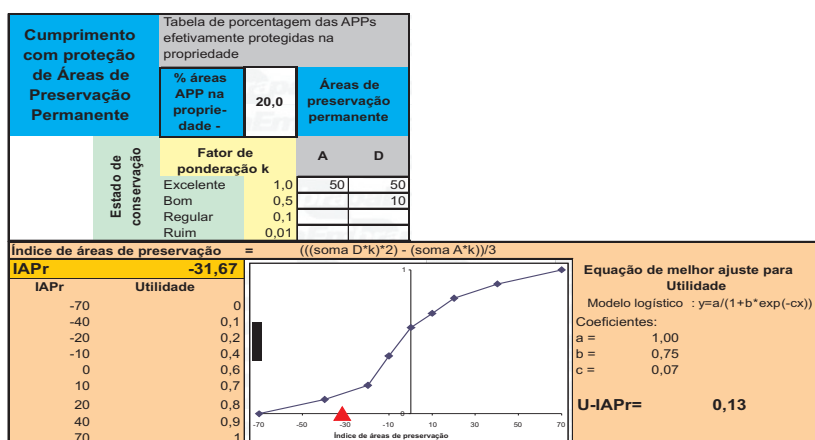 Cumprimento
com proteção
de Áreas de
Preservação
Permanente
Tabela de porcentagem das APPs
efetivamente protegidas na
propriedade
% áreas
APP na
proprie-
dade -
20,0
Áreas de
preservação
permanente
Estado de
conservação
Fator de
ponderação k
A D
Excelente 1,0 50 50
Bom 0,5 10
Regular 0,1
Ruim 0,01
Índice de áreas de preservação = (((soma D*k)*2) - (soma A*k))/3
IAPr -31,67
IAPr Utilidade
-70 0
-40 0,1
-20 0,2
-10 0,4
0 0,6
10 0,7
20 0,8
40 0,9
70 1
1
0
-70 -50 -30 -10 10 30 50 70
Índice de áreas de preservação
Equação de melhor ajuste para
Utilidade
Modelo logístico : y=a/(1+b*exp(-cx))
Coeficientes:
a = 1,00
b = 0,75
c = 0,07
U-IAPr= 0,13